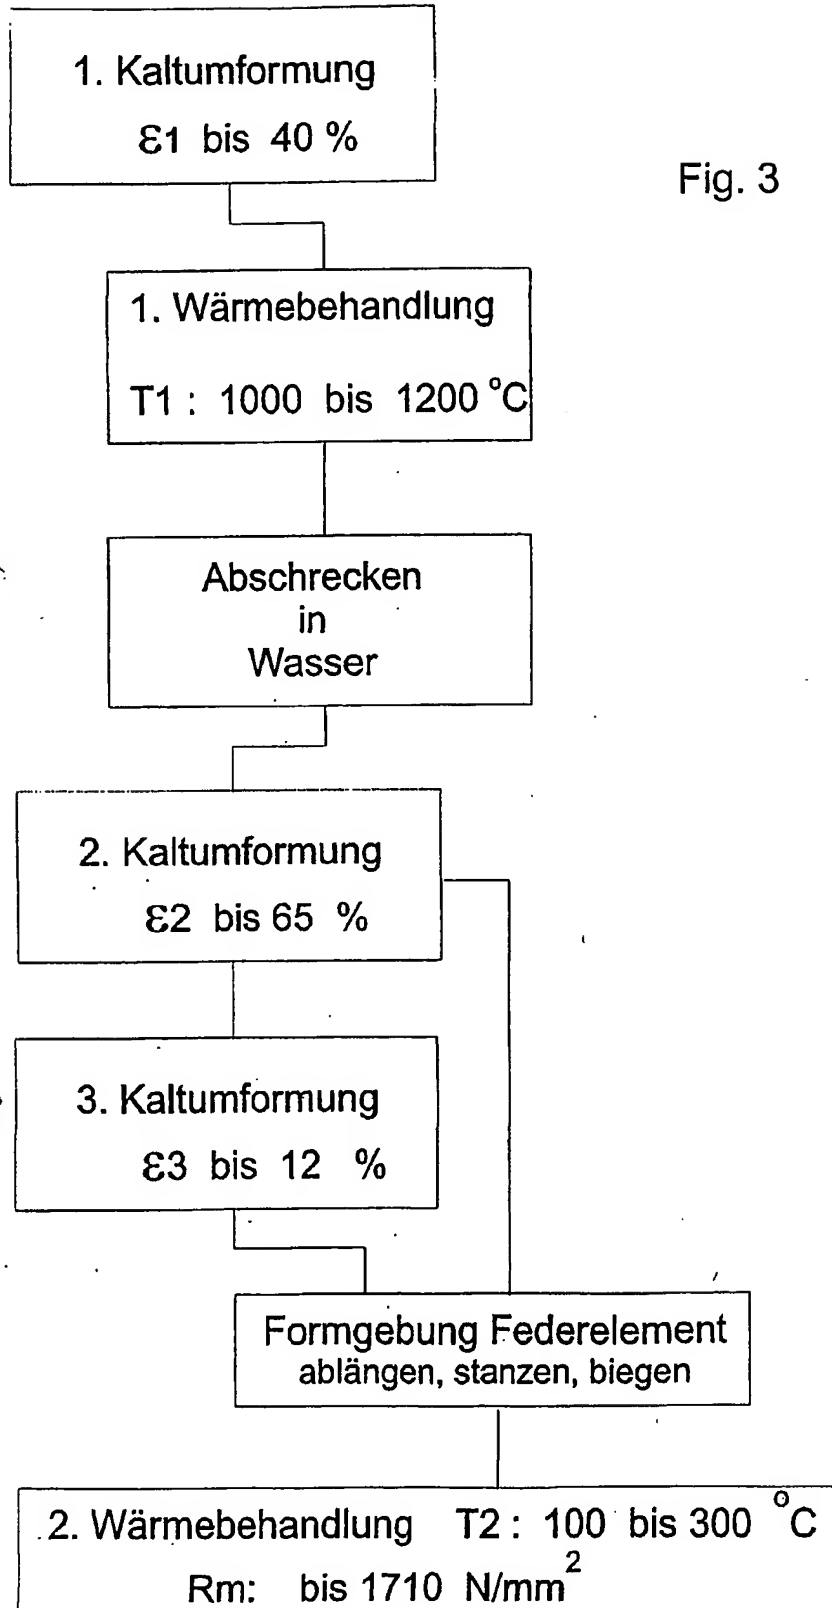 1. Kaltumformung
ε1 bis 40 %
Fig. 3
1. Wärmebehandlung
T1 : 1000 bis 1200 °C
Abschrecken
in
Wasser
2. Kaltumformung
ε2 bis 65 %
3. Kaltumformung
ε3 bis 12 %
Formgebung Federelement
ablängen, stanzen, biegen
2. Wärmebehandlung T2 : 100 bis 300 °C
Rm: bis 1710 N/mm²